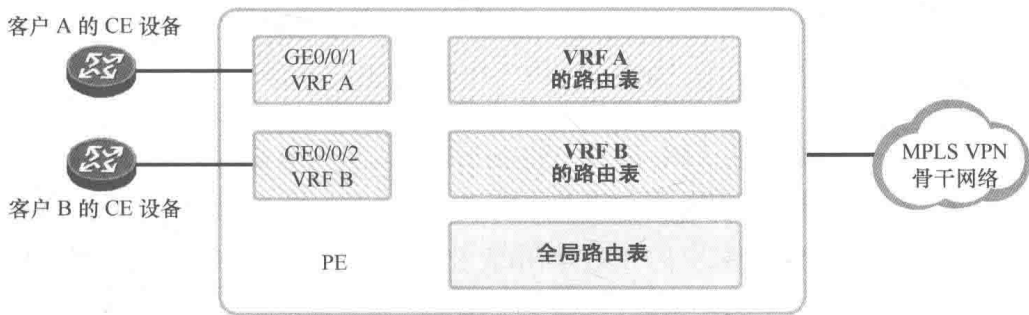 客户 A 的 CE 设备
GE0/0/1
VRF A
VRF A
的路由表
GE0/0/2
VRF B
VRF B
的路由表
客户 B 的 CE 设备
MPLS VPN
骨干网络
PE
全局路由表